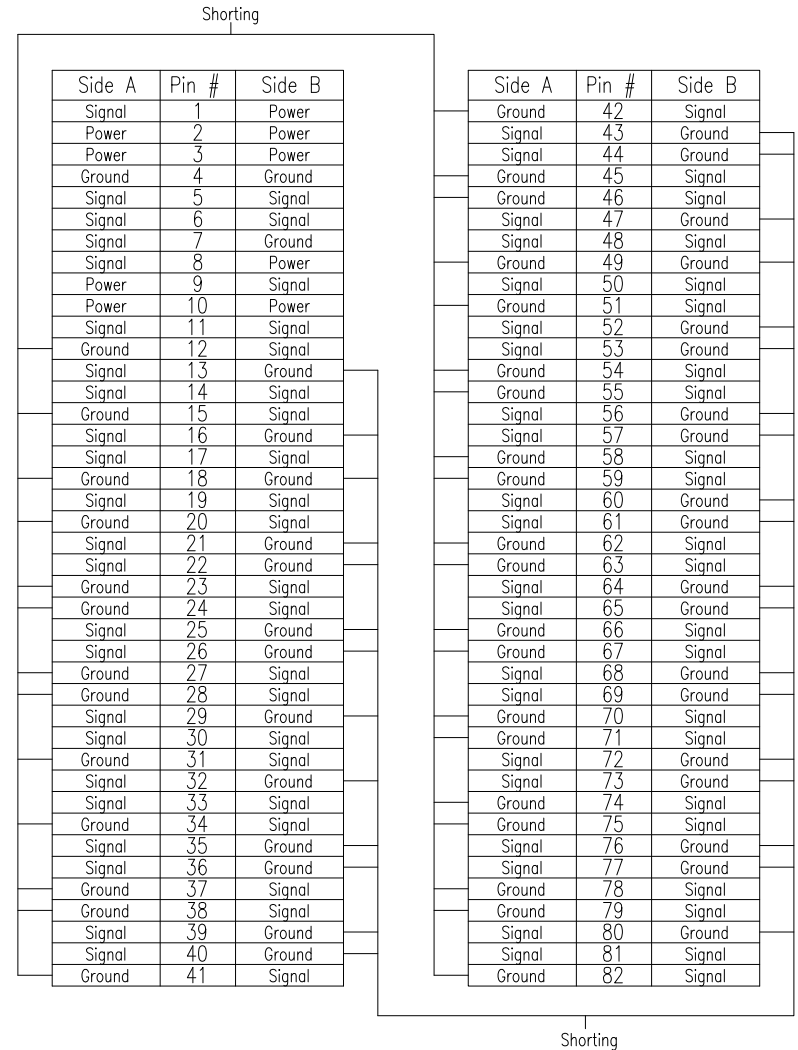 Shorting
Side A Pin # Side B
Signal 1 Power
Power 2 Power
Power 3 Power
Ground 4 Ground
Signal 5 Signal
Signal 6 Signal
Signal 7 Ground
Signal 8 Power
Power 9 Signal
Power 10 Power
Signal 11 Signal
Ground 12 Signal
Signal 13 Ground
Signal 14 Signal
Ground 15 Signal
Signal 16 Ground
Signal 17 Signal
Ground 18 Ground
Signal 19 Signal
Ground 20 Signal
Signal 21 Ground
Signal 22 Ground
Ground 23 Signal
Ground 24 Signal
Signal 25 Ground
Signal 26 Ground
Ground 27 Signal
Ground 28 Signal
Signal 29 Ground
Signal 30 Signal
Ground 31 Signal
Signal 32 Ground
Signal 33 Signal
Ground 34 Signal
Signal 35 Ground
Signal 36 Ground
Ground 37 Signal
Ground 38 Signal
Signal 39 Ground
Signal 40 Ground
Ground 41 Signal
Side A Pin # Side B
Ground 42 Signal
Signal 43 Ground
Signal 44 Ground
Ground 45 Signal
Ground 46 Signal
Signal 47 Ground
Signal 48 Signal
Ground 49 Ground
Signal 50 Signal
Ground 51 Signal
Signal 52 Ground
Signal 53 Ground
Ground 54 Signal
Ground 55 Signal
Signal 56 Ground
Signal 57 Ground
Ground 58 Signal
Ground 59 Signal
Signal 60 Ground
Signal 61 Ground
Ground 62 Signal
Ground 63 Signal
Signal 64 Ground
Signal 65 Ground
Ground 66 Signal
Ground 67 Signal
Signal 68 Ground
Signal 69 Ground
Ground 70 Signal
Ground 71 Signal
Signal 72 Ground
Signal 73 Ground
Ground 74 Signal
Ground 75 Signal
Signal 76 Ground
Signal 77 Ground
Ground 78 Signal
Ground 79 Signal
Signal 80 Ground
Signal 81 Signal
Ground 82 Signal
Shorting